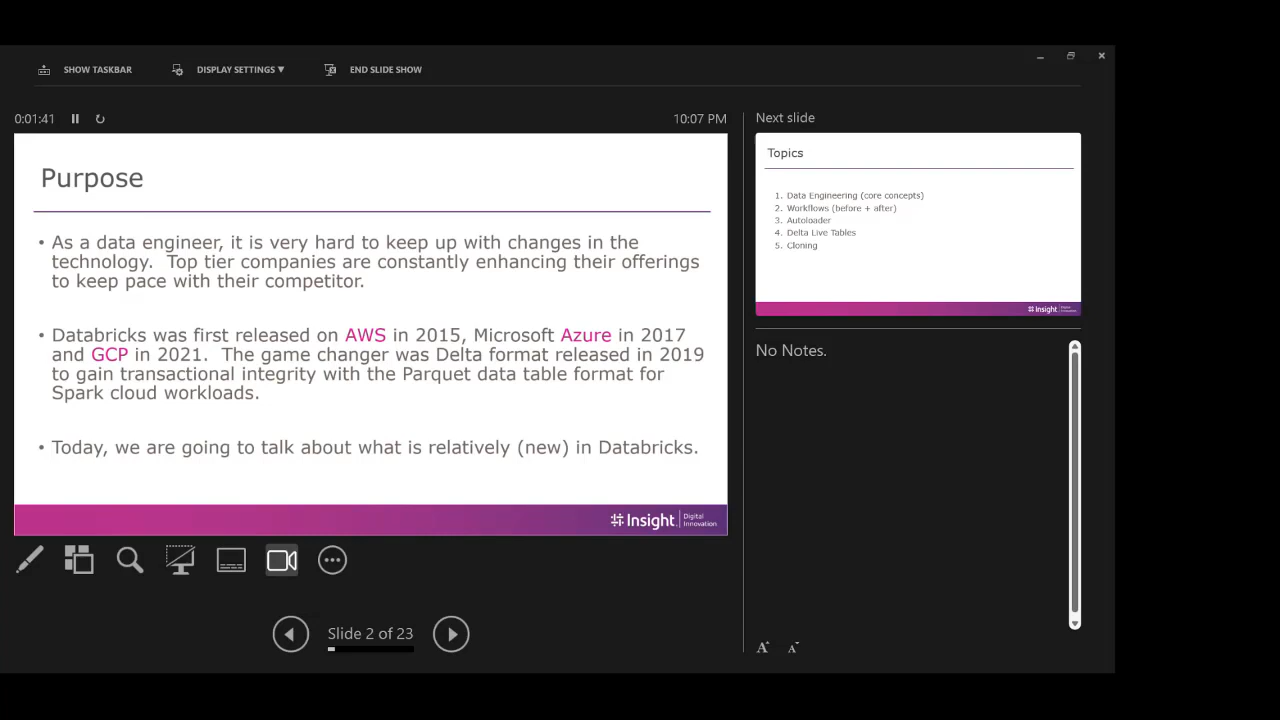 SHOW TASKBAR
DISPLAY SETTINGS ▼
END SLIDE SHOW
0:01:41
10:07 PM
Purpose
• As a data engineer, it is very hard to keep up with changes in the
technology.  Top tier companies are constantly enhancing their offerings
to keep pace with their competitor.
• Databricks was first released on AWS in 2015, Microsoft Azure in 2017
and GCP in 2021.  The game changer was Delta format released in 2019
to gain transactional integrity with the Parquet data table format for
Spark cloud workloads.
• Today, we are going to talk about what is relatively (new) in Databricks.
Insight.
Digital
Innovation
Slide 2 of 23
Next slide
Topics
1. Data Engineering (core concepts)
2. Workflows (before + after)
3. Autoloader
4. Delta Live Tables
5. Cloning
Insight
Digital
Innovation
No Notes.
A A